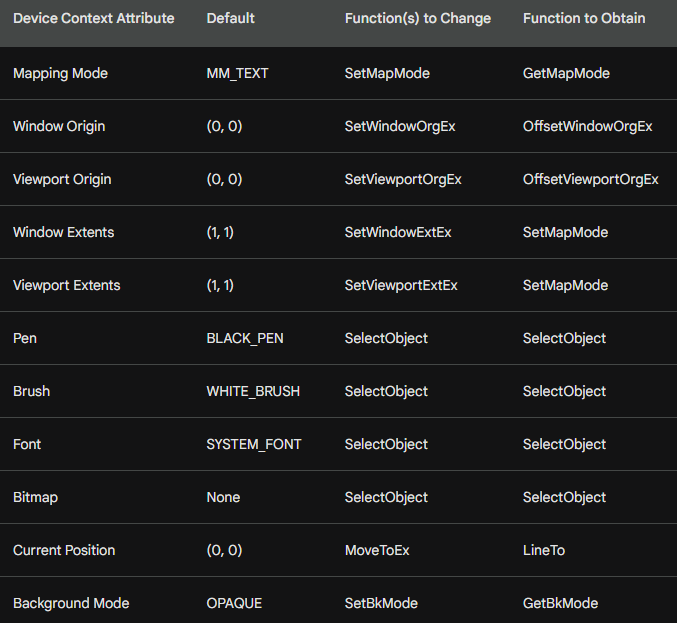 Device Context Attribute Default Function(s) to Change Function to Obtain
Mapping Mode MM_TEXT SetMapMode GetMapMode
Window Origin (0, 0) SetWindowOrgEx OffsetWindowOrgEx
Viewport Origin (0, 0) SetViewportOrgEx OffsetViewportOrgEx
Window Extents (1, 1) SetWindowExtEx SetMapMode
Viewport Extents (1, 1) SetViewportExtEx SetMapMode
Pen BLACK_PEN SelectObject SelectObject
Brush WHITE_BRUSH SelectObject SelectObject
Font SYSTEM_FONT SelectObject SelectObject
Bitmap None SelectObject SelectObject
Current Position (0, 0) MoveToEx LineTo
Background Mode OPAQUE SetBkMode GetBkMode